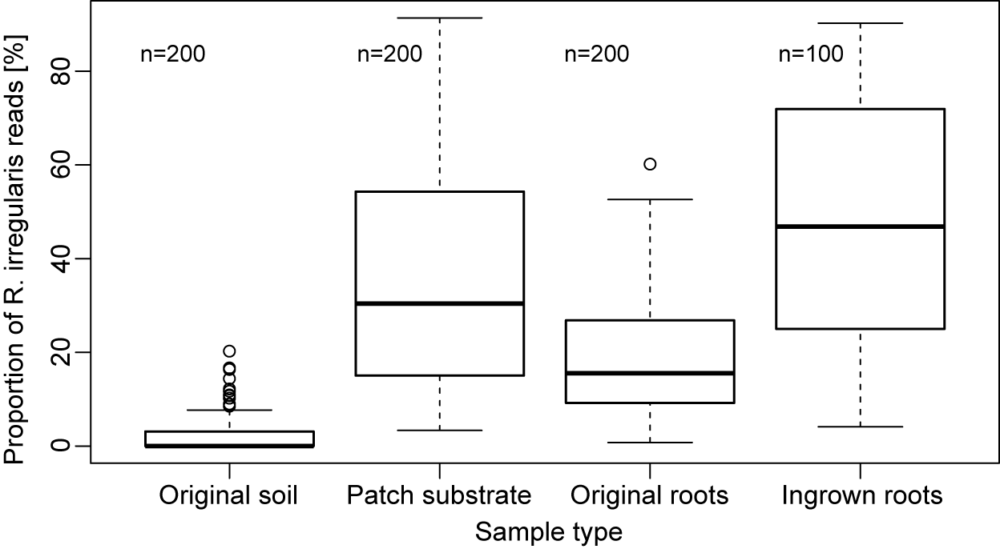 Proportion of R. irregularis reads [%]
80
60
40
20
0
n=200
n=200
n=200
n=100
Original soil
Patch substrate
Original roots
Ingrown roots
Sample type